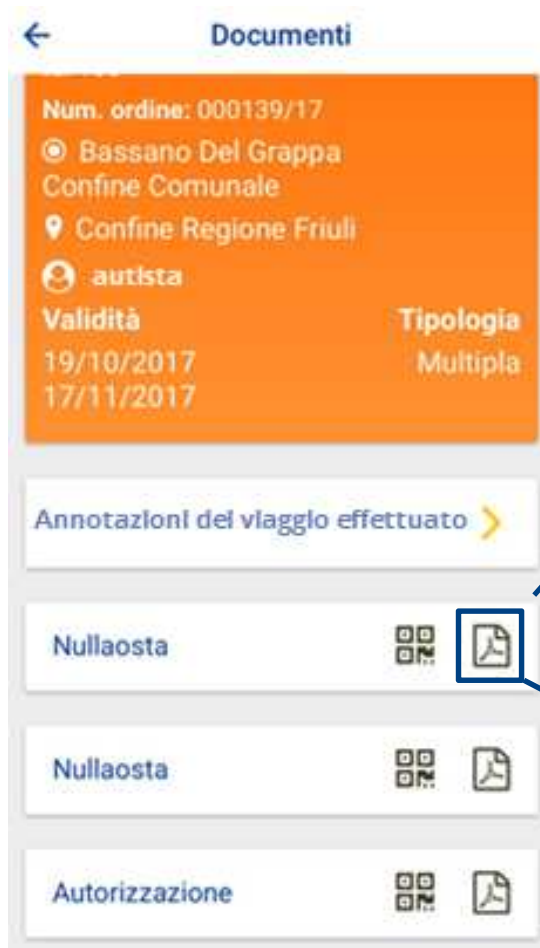 Documenti
Num. ordine: 000139/17
Bassano Del Grappa
Confine Comunale
Confine Regione Friuli
autista
Validità Tipologia
19/10/2017 Multipla
17/11/2017
Annotazioni del viaggio effettuato
Nullaosta
Nullaosta
Autorizzazione